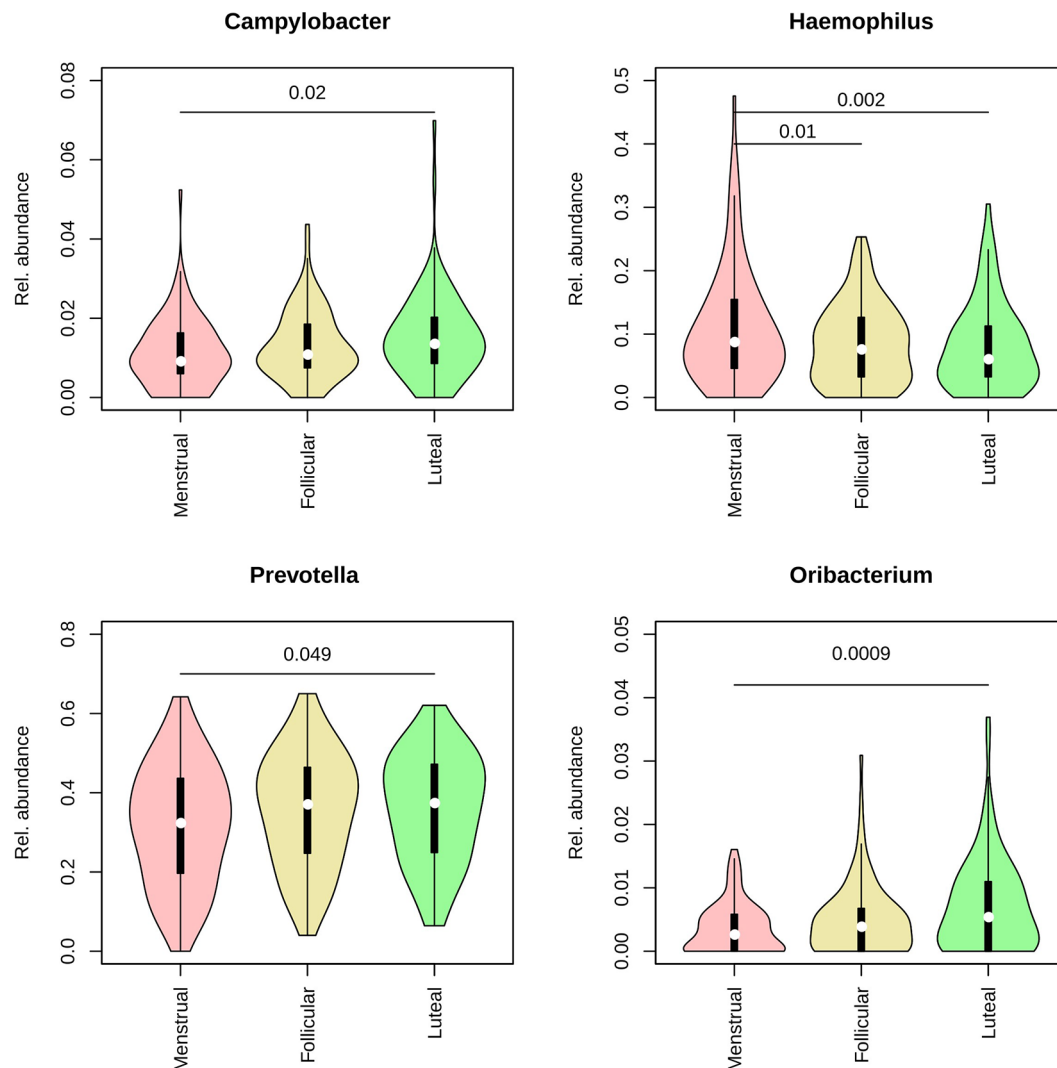 Campylobacter
Rel. abundance
0.08
0.06
0.04
0.02
0.00
0.02
Menstrual
Follicular
Luteal
Haemophilus
Rel. abundance
0.5
0.4
0.3
0.2
0.1
0.0
0.002
0.01
Menstrual
Follicular
Luteal
Prevotella
Rel. abundance
0.8
0.6
0.4
0.2
0.0
0.049
Menstrual
Follicular
Luteal
Oribacterium
Rel. abundance
0.05
0.04
0.03
0.02
0.01
0.00
0.0009
Menstrual
Follicular
Luteal